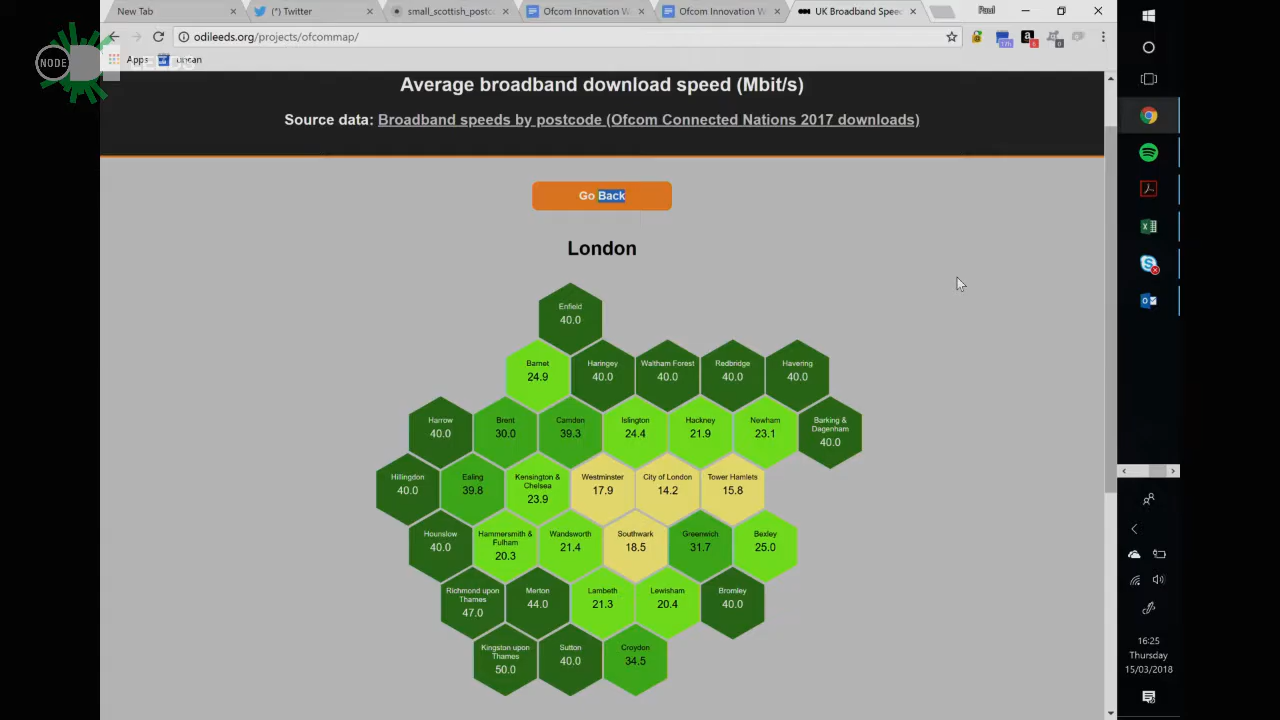 New Tab
(*) Twitter
small_scottish_postc
Ofcom Innovation W
Ofcom Innovation W
UK Broadband Speed
Paul
odileeds.org/projects/ofcommap/
NODE
Apps
Average broadband download speed (Mbit/s)
Source data: Broadband speeds by postcode (Ofcom Connected Nations 2017 downloads)
Go Back
London
Enfield
40.0
Barnet
24.9
Haringey
40.0
Waltham Forest
40.0
Redbridge
40.0
Havering
40.0
Harrow
40.0
Brent
30.0
Camden
39.3
Islington
24.4
Hackney
21.9
Newham
23.1
Barking &
Dagenham
40.0
Hillingdon
40.0
Ealing
39.8
Kensington &
Chelsea
23.9
Westminster
17.9
City of London
14.2
Tower Hamlets
15.8
Hounslow
40.0
Hammersmith &
Fulham
20.3
Wandsworth
21.4
Southwark
18.5
Greenwich
31.7
Bexley
25.0
Richmond upon
Thames
47.0
Merton
44.0
Lambeth
21.3
Lewisham
20.4
Bromley
40.0
Kingston upon
Thames
50.0
Sutton
40.0
Croydon
34.5
16:25
Thursday
15/03/2018